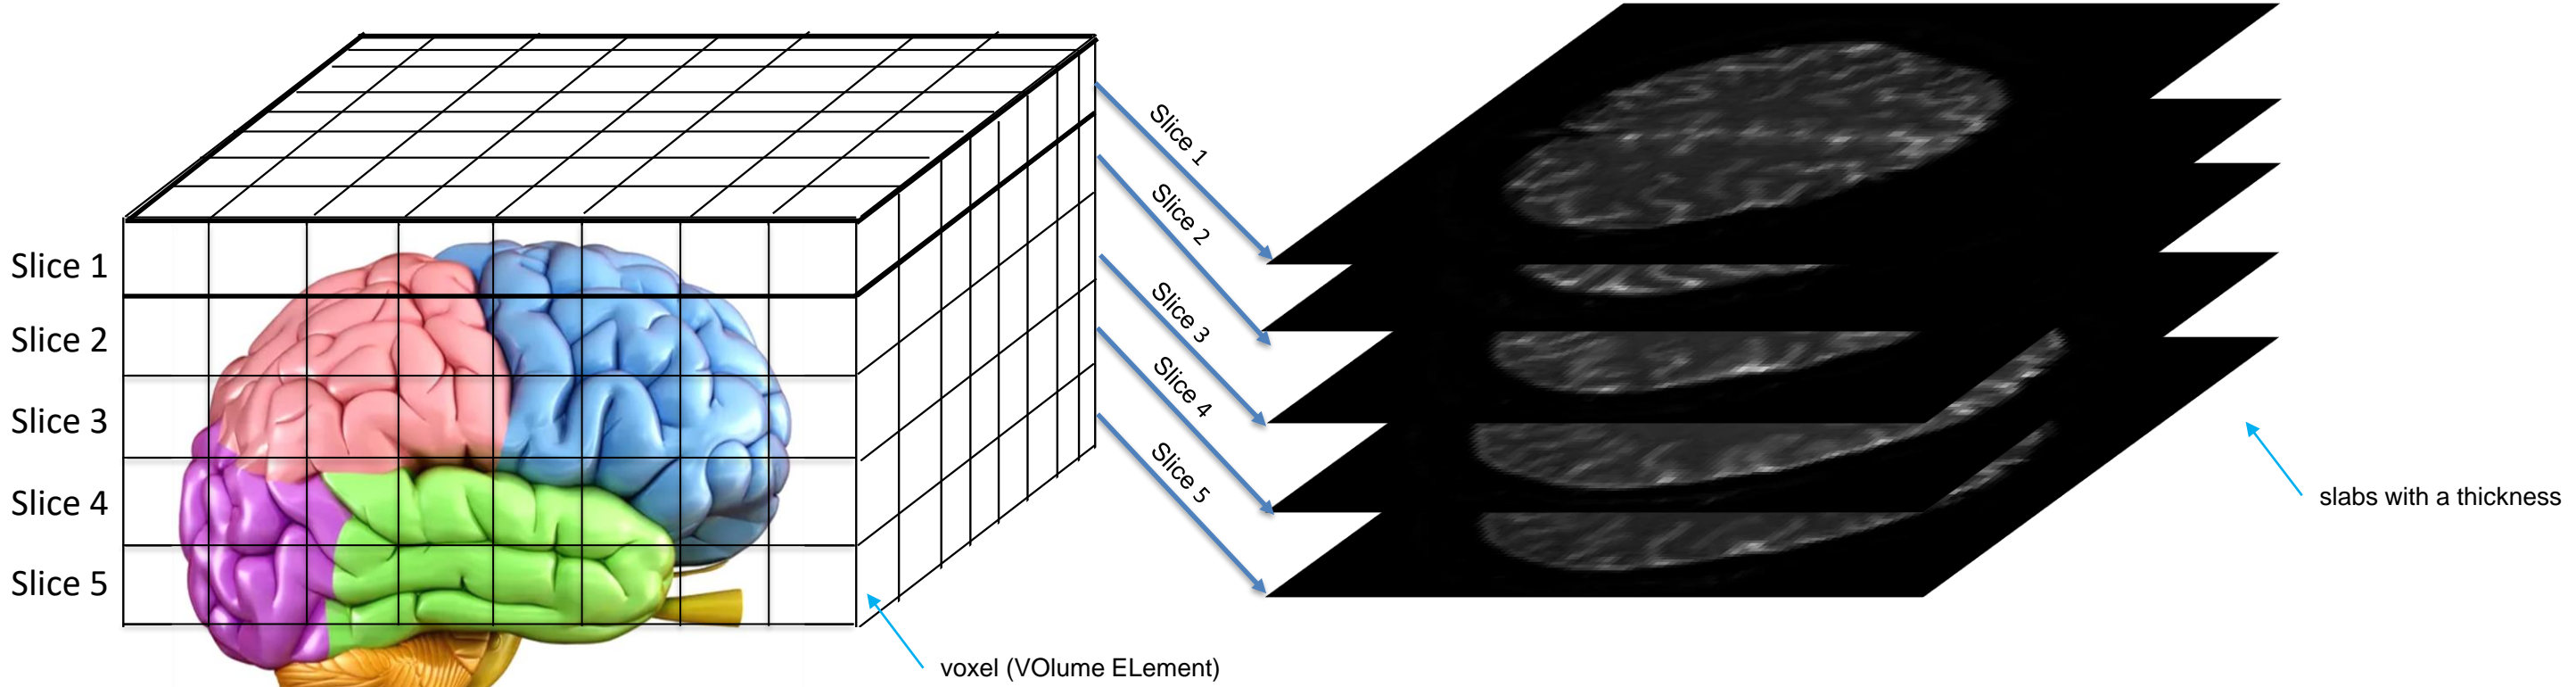 Slice 1
Slice 2
Slice 3
Slice 4
Slice 5
voxel (VOlume ELement)
Slice 1
Slice 2
Slice 3
Slice 4
Slice 5
slabs with a thickness